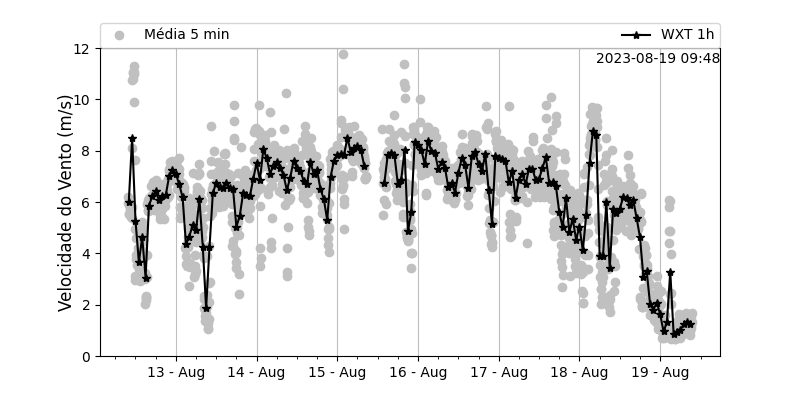 Média 5 min
WXT 1h
2023-08-19 09:48
Velocidade do Vento (m/s)
12
10
8
6
4
2
0
13 - Aug
14 - Aug
15 - Aug
16 - Aug
17 - Aug
18 - Aug
19 - Aug